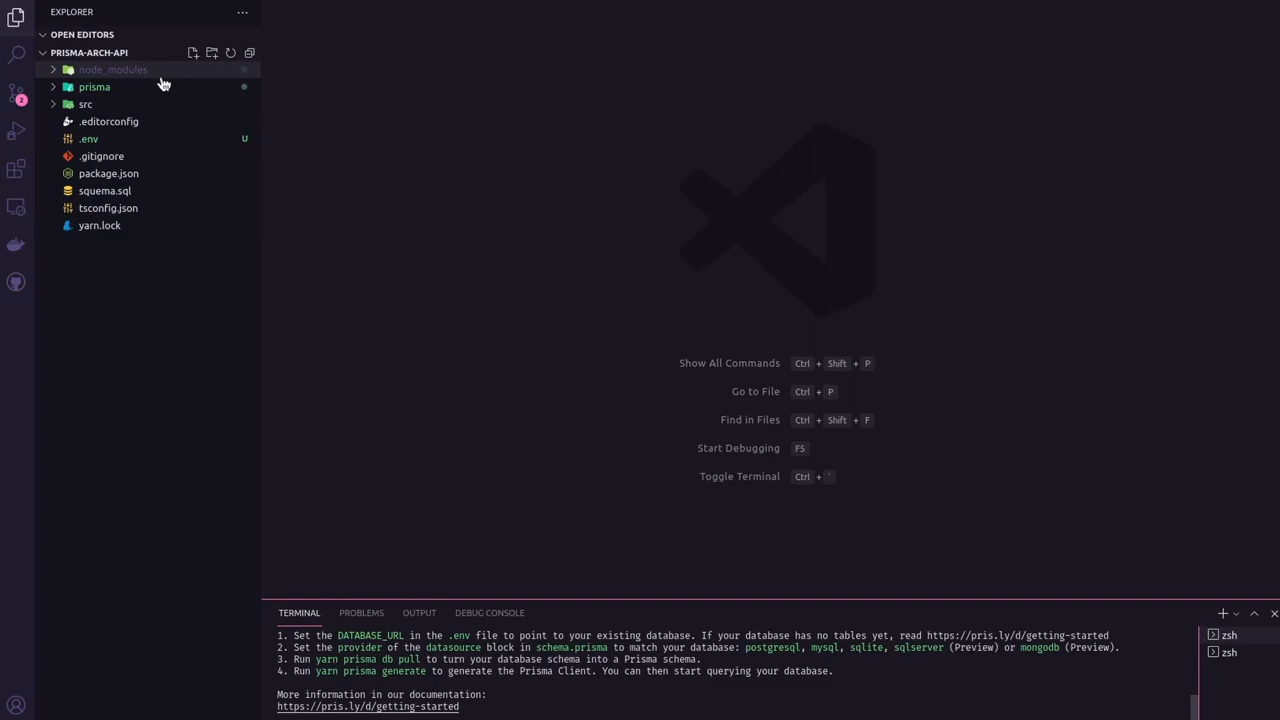 EXPLORER
OPEN EDITORS
PRISMA-ARCH-API
node_modules
prisma
src
.editorconfig
.env U
.gitignore
package.json
squema.sql
tsconfig.json
yarn.lock
2
Show All Commands Ctrl + Shift + P
Go to File Ctrl + P
Find in Files Ctrl + Shift + F
Start Debugging F5
Toggle Terminal Ctrl + `
TERMINAL PROBLEMS OUTPUT DEBUG CONSOLE
1. Set the DATABASE_URL in the .env file to point to your existing database. If your database has no tables yet, read https://pris.ly/d/getting-started
2. Set the provider of the datasource block in schema.prisma to match your database: postgresql, mysql, sqlite, sqlserver (Preview) or mongodb (Preview).
3. Run yarn prisma db pull to turn your database schema into a Prisma schema.
4. Run yarn prisma generate to generate the Prisma Client. You can then start querying your database.
More information in our documentation:
https://pris.ly/d/getting-started
zsh
zsh